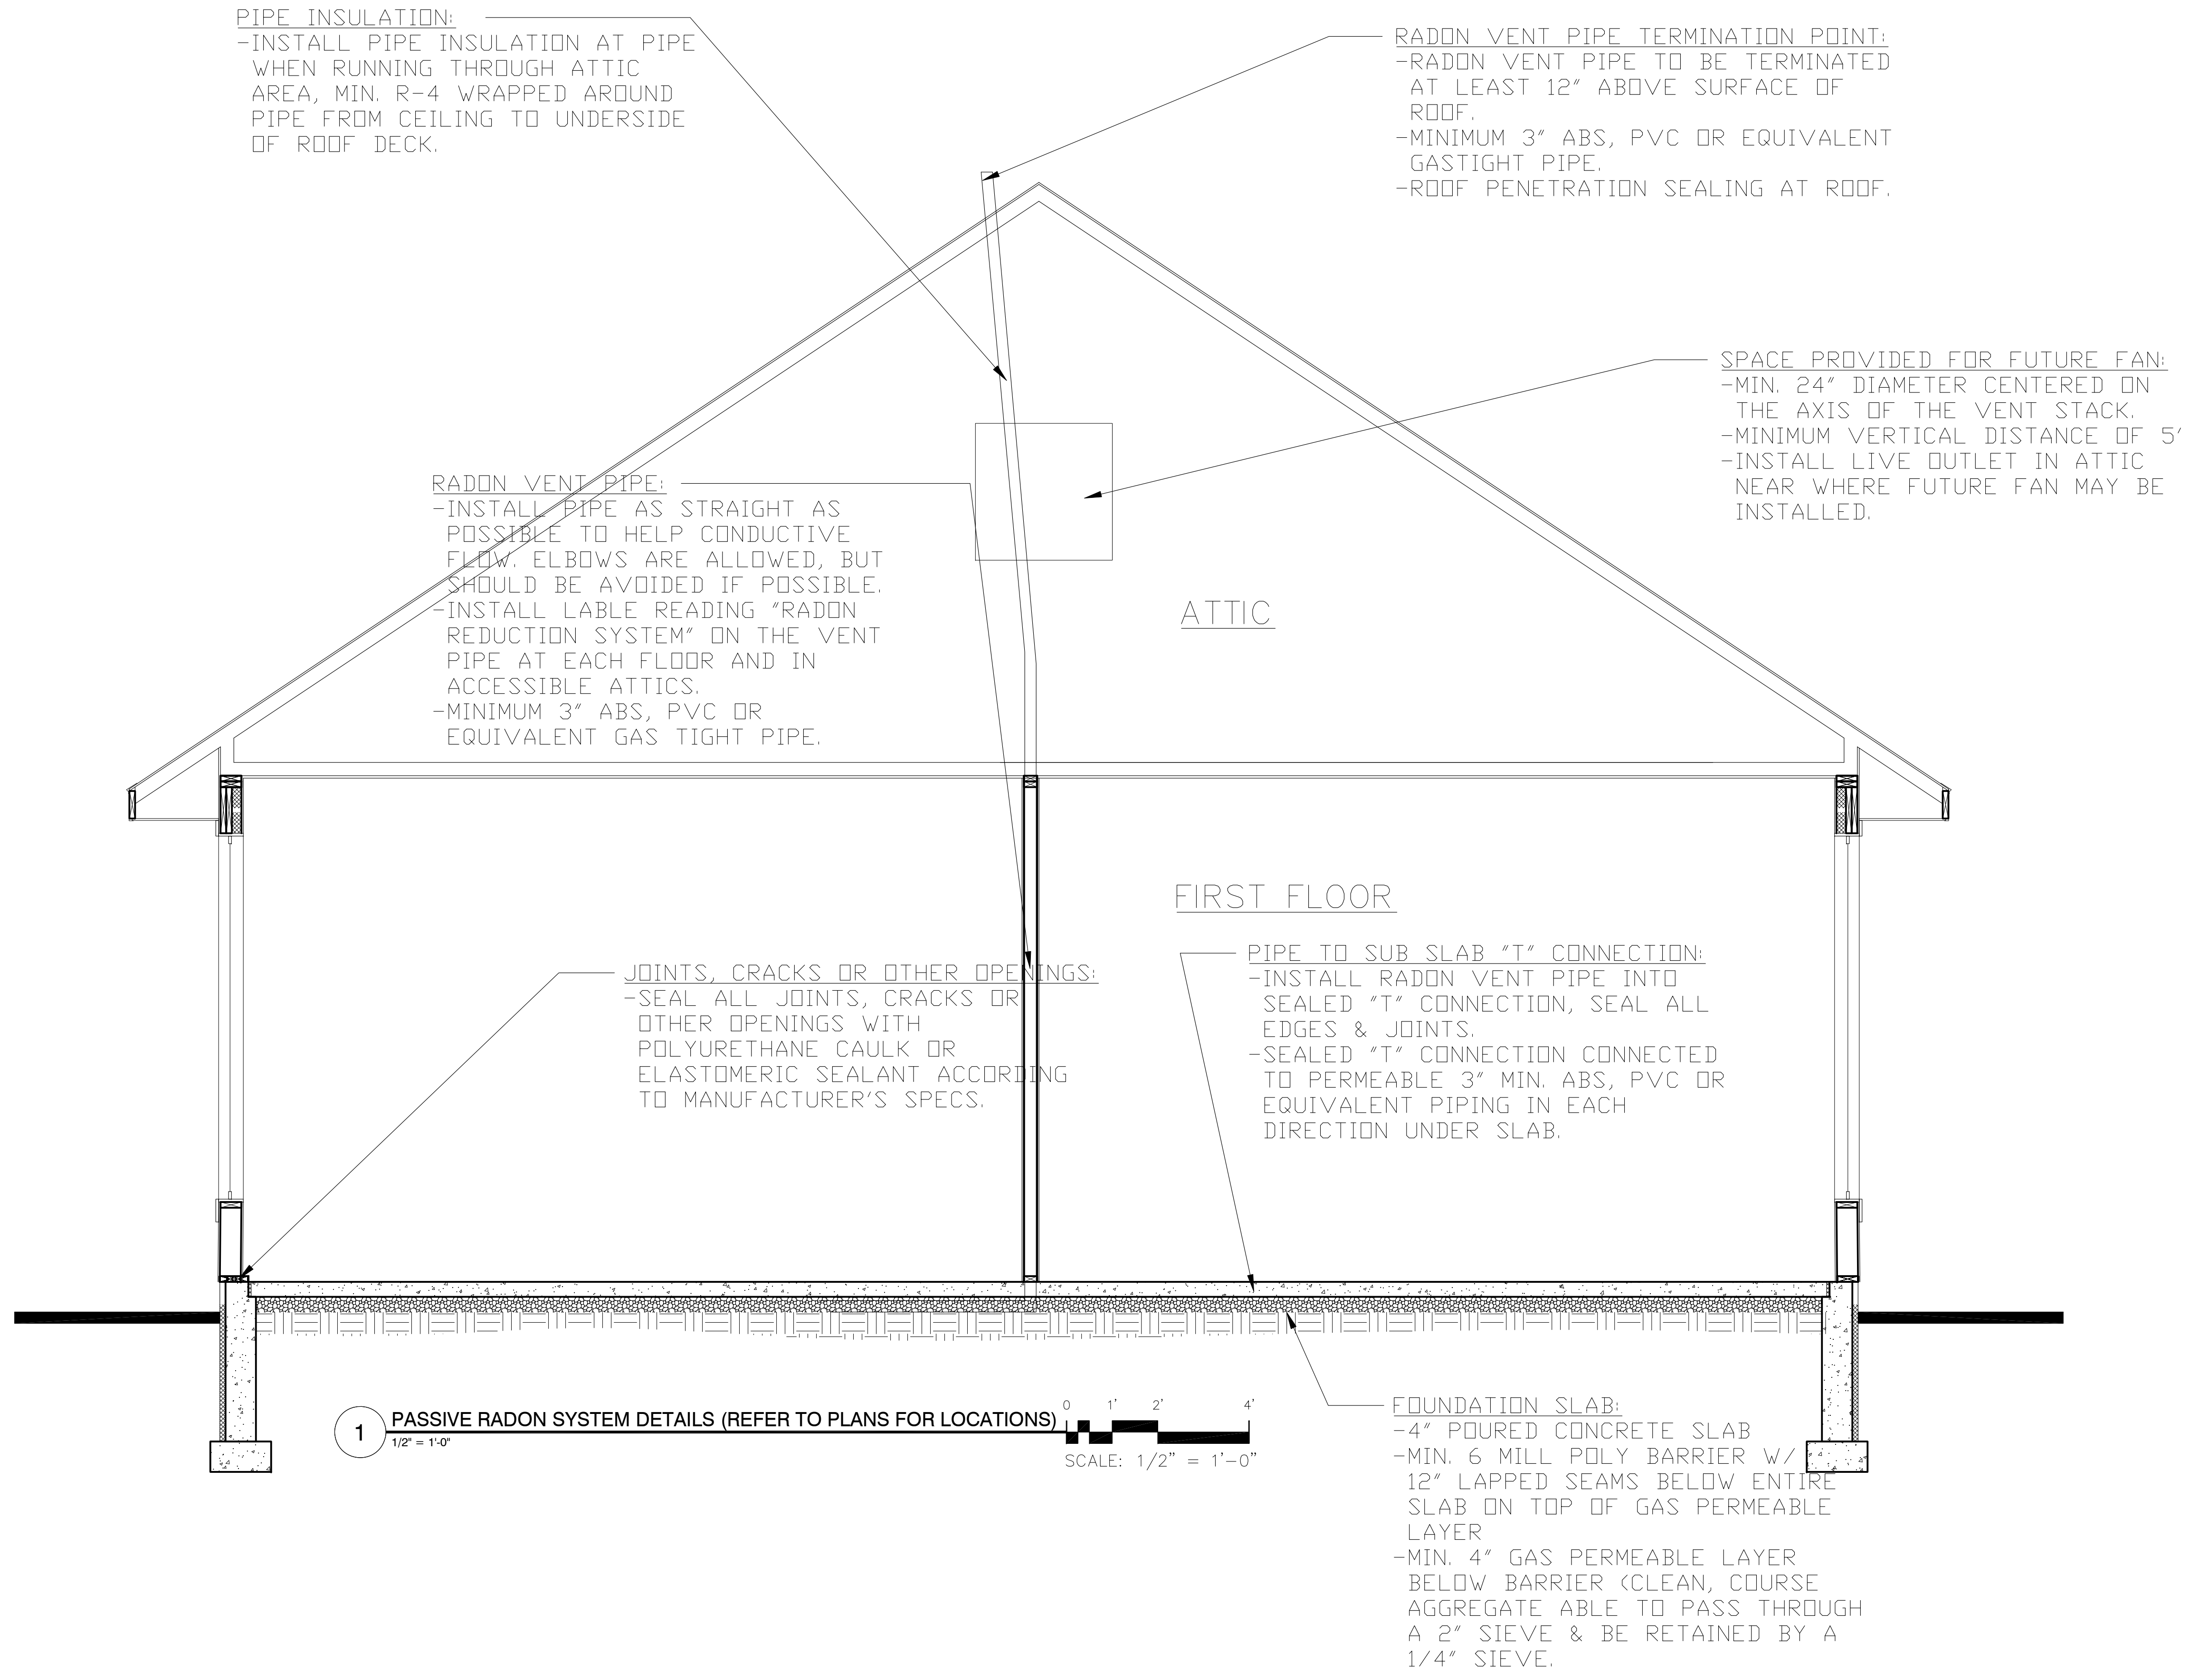 PIPE INSULATION:
-INSTALL PIPE INSULATION AT PIPE
WHEN RUNNING THROUGH ATTIC
AREA, MIN. R-4 WRAPPED AROUND
PIPE FROM CEILING TO UNDERSIDE
OF ROOF DECK.
RADON VENT PIPE TERMINATION POINT:
-RADON VENT PIPE TO BE TERMINATED
AT LEAST 12" ABOVE SURFACE OF
ROOF.
-MINIMUM 3" ABS, PVC OR EQUIVALENT
GASTIGHT PIPE.
-ROOF PENETRATION SEALING AT ROOF.
SPACE PROVIDED FOR FUTURE FAN:
-MIN. 24" DIAMETER CENTERED ON
THE AXIS OF THE VENT STACK.
-MINIMUM VERTICAL DISTANCE OF 5'
-INSTALL LIVE OUTLET IN ATTIC
NEAR WHERE FUTURE FAN MAY BE
INSTALLED.
RADON VENT PIPE:
-INSTALL PIPE AS STRAIGHT AS
POSSIBLE TO HELP CONDUCTIVE
FLOW. ELBOWS ARE ALLOWED, BUT
SHOULD BE AVOIDED IF POSSIBLE.
-INSTALL LABLE READING "RADON
REDUCTION SYSTEM" ON THE VENT
PIPE AT EACH FLOOR AND IN
ACCESSIBLE ATTICS.
-MINIMUM 3" ABS, PVC OR
EQUIVALENT GAS TIGHT PIPE.
ATTIC
FIRST FLOOR
JOINTS, CRACKS OR OTHER OPENINGS:
-SEAL ALL JOINTS, CRACKS OR
OTHER OPENINGS WITH
POLYURETHANE CAULK OR
ELASTOMERIC SEALANT ACCORDING
TO MANUFACTURER'S SPECS.
PIPE TO SUB SLAB "T" CONNECTION:
-INSTALL RADON VENT PIPE INTO
SEALED "T" CONNECTION, SEAL ALL
EDGES & JOINTS.
-SEALED "T" CONNECTION CONNECTED
TO PERMEABLE 3" MIN. ABS, PVC OR
EQUIVALENT PIPING IN EACH
DIRECTION UNDER SLAB.
1
PASSIVE RADON SYSTEM DETAILS (REFER TO PLANS FOR LOCATIONS)
1/2" = 1'-0"
0 1' 2' 4'
SCALE: 1/2" = 1'-0"
FOUNDATION SLAB:
-4" POURED CONCRETE SLAB
-MIN. 6 MILL POLY BARRIER W/
12" LAPPED SEAMS BELOW ENTIRE
SLAB ON TOP OF GAS PERMEABLE
LAYER
-MIN. 4" GAS PERMEABLE LAYER
BELOW BARRIER (CLEAN, COURSE
AGGREGATE ABLE TO PASS THROUGH
A 2" SIEVE & BE RETAINED BY A
1/4" SIEVE.